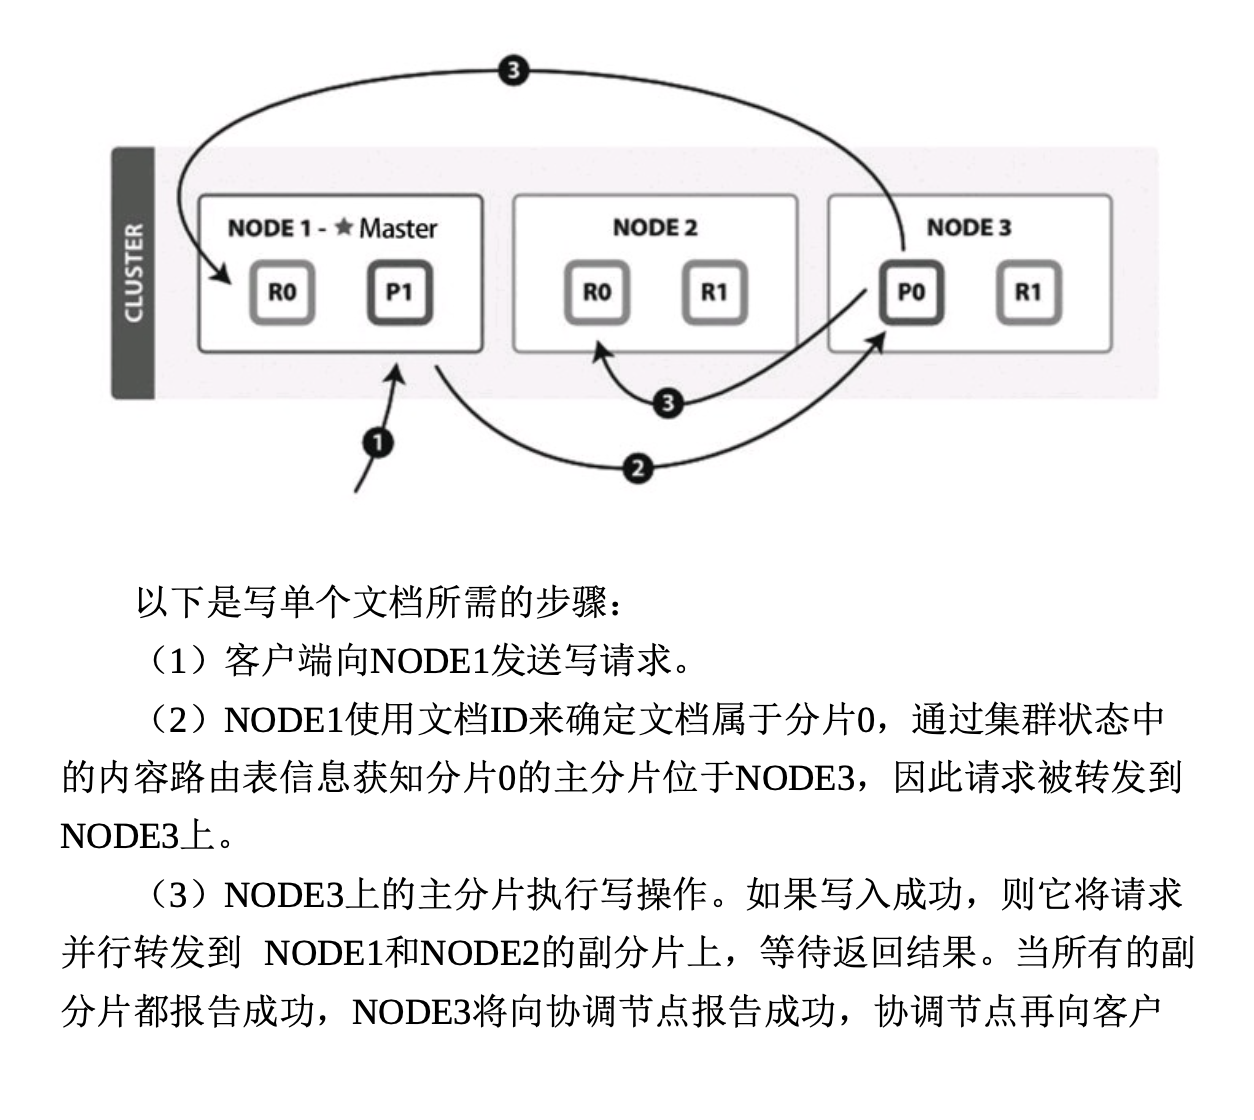 3
CLUSTER
NODE 1 - ★ Master
NODE 2
NODE 3
R0
P1
R0
R1
P0
R1
3
1
2
以下是写单个文档所需的步骤：
（1）客户端向NODE1发送写请求。
（2）NODE1使用文档ID来确定文档属于分片0，通过集群状态中
的内容路由表信息获知分片0的主分片位于NODE3，因此请求被转发到
NODE3上。
（3）NODE3上的主分片执行写操作。如果写入成功，则它将请求
并行转发到 NODE1和NODE2的副分片上，等待返回结果。当所有的副
分片都报告成功，NODE3将向协调节点报告成功，协调节点再向客户